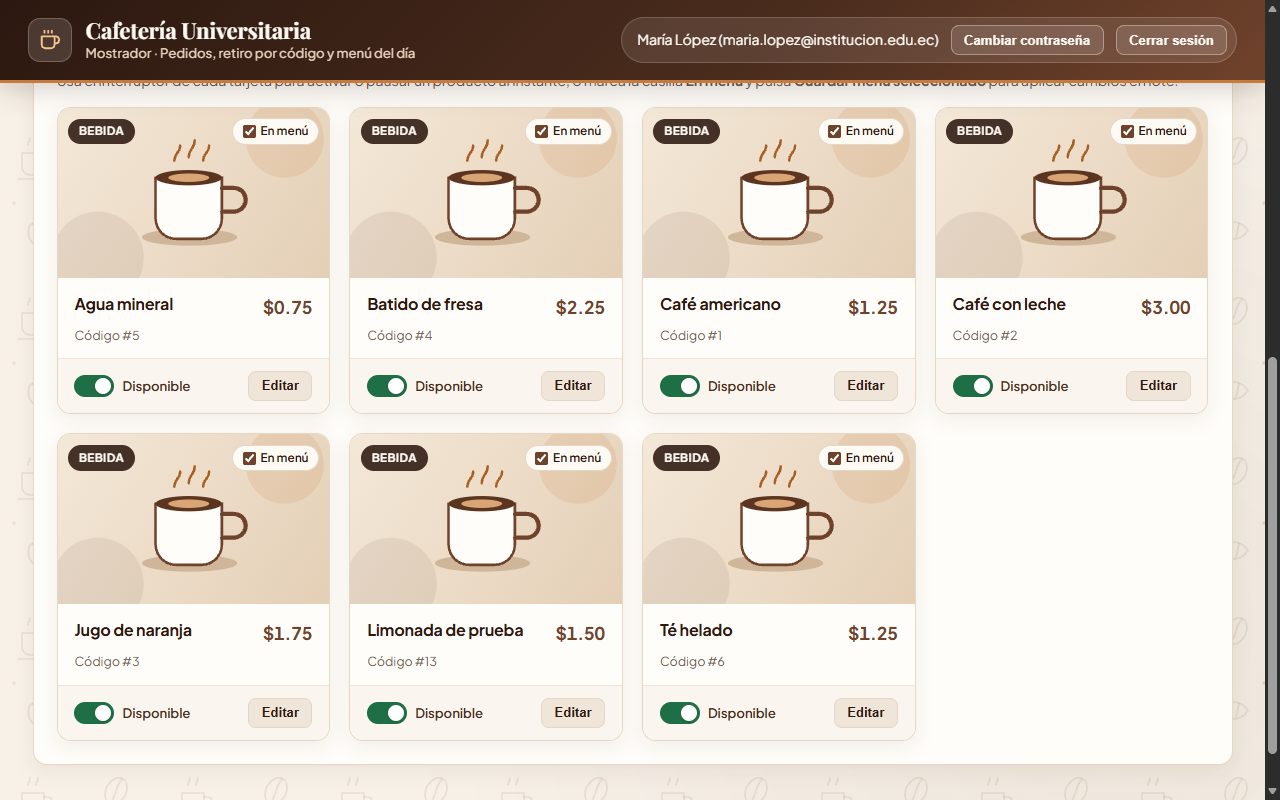 Cafetería Universitaria
Mostrador · Pedidos, retiro por código y menú del día
María López (maria.lopez@institucion.edu.ec)
Cambiar contraseña
Cerrar sesión
BEBIDA
En menú
BEBIDA
En menú
BEBIDA
En menú
BEBIDA
En menú
Agua mineral
$0.75
Código #5
Batido de fresa
$2.25
Código #4
Café americano
$1.25
Código #1
Café con leche
$3.00
Código #2
Disponible
Editar
Disponible
Editar
Disponible
Editar
Disponible
Editar
BEBIDA
En menú
BEBIDA
En menú
BEBIDA
En menú
Jugo de naranja
$1.75
Código #3
Limonada de prueba
$1.50
Código #13
Té helado
$1.25
Código #6
Disponible
Editar
Disponible
Editar
Disponible
Editar